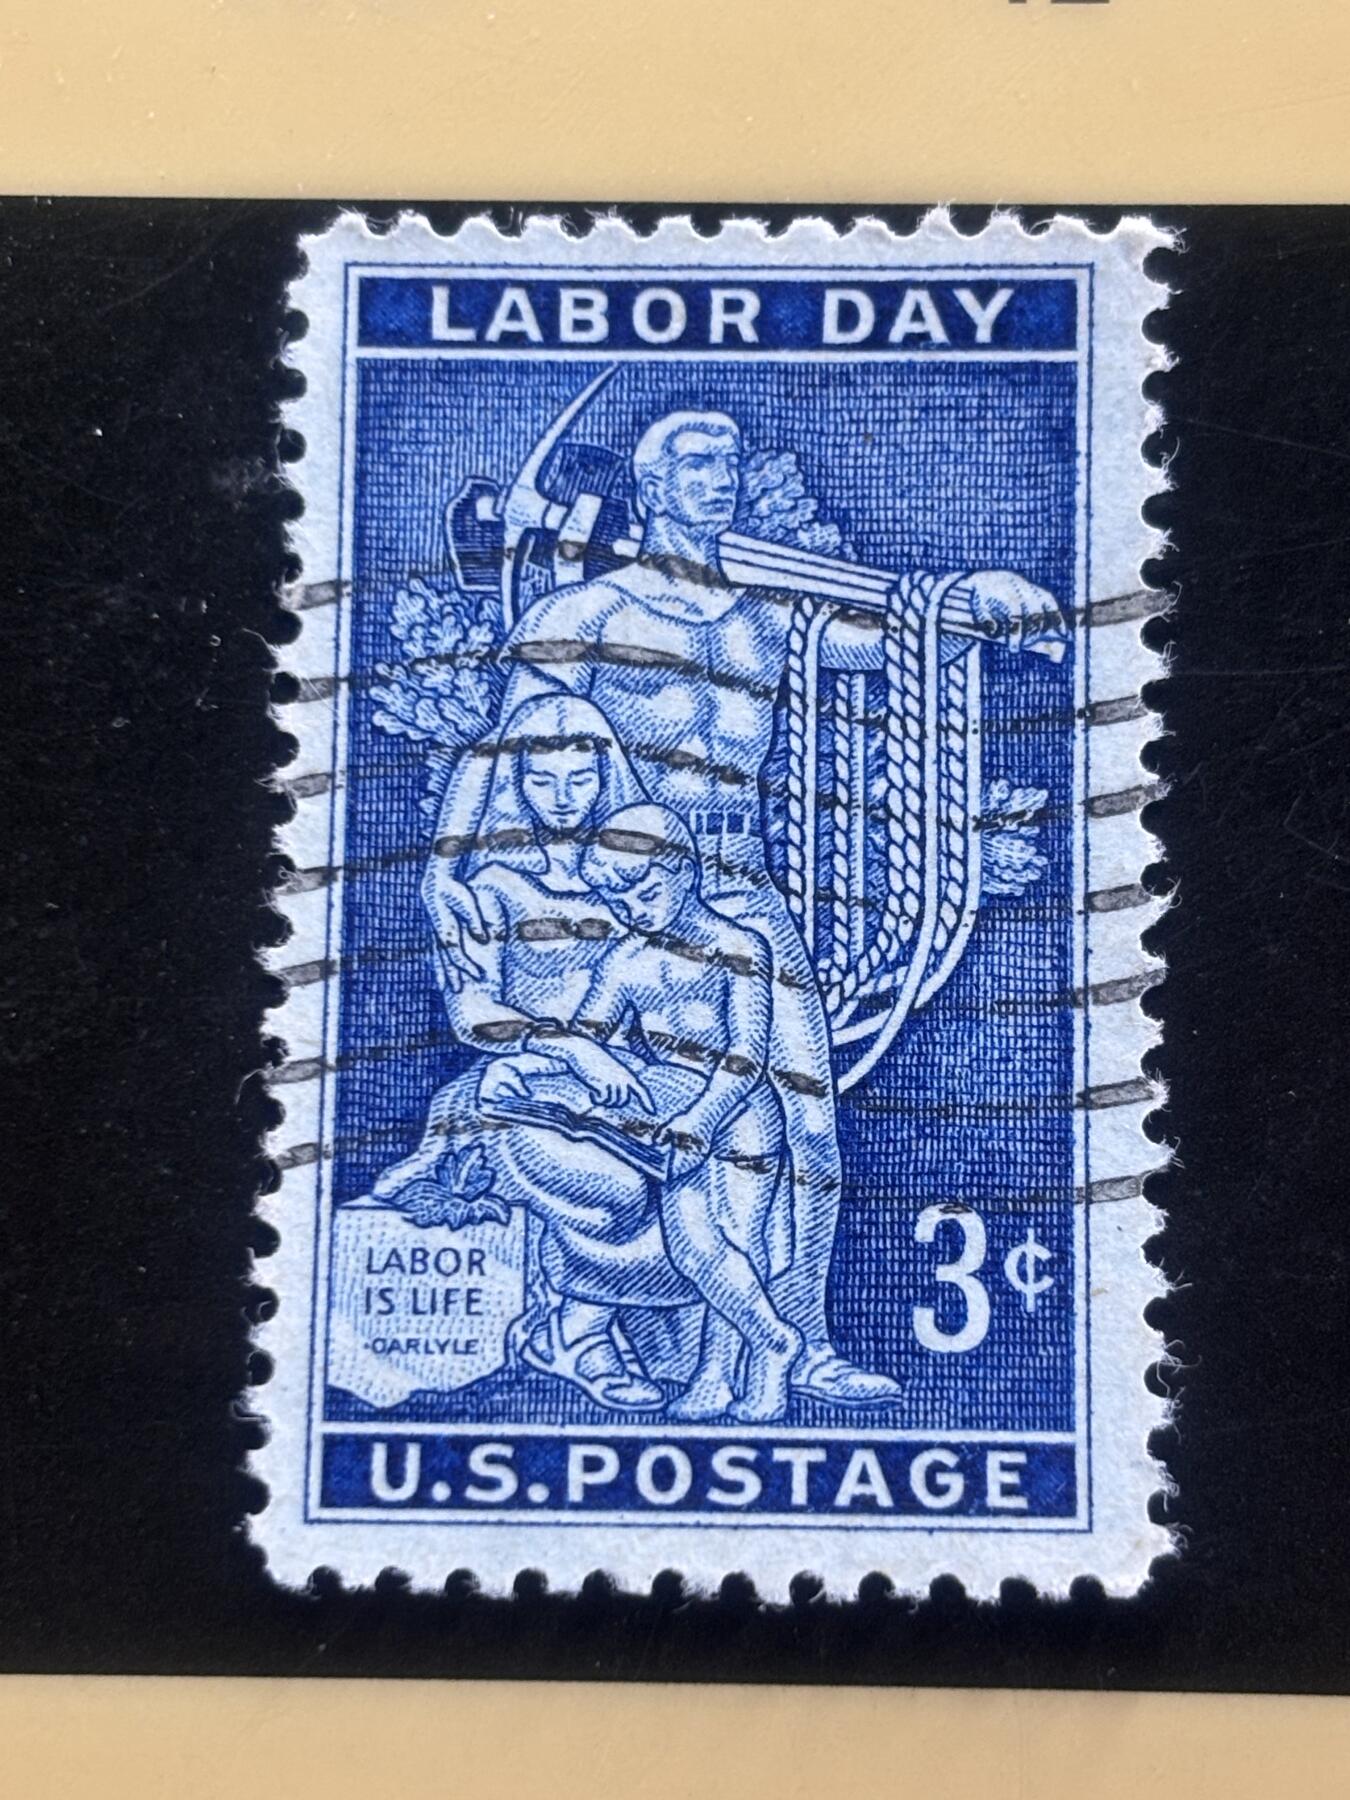 LABOR DAY
LABOR
IS LIFE
·CARLYLE·
3¢
U.S. POSTAGE